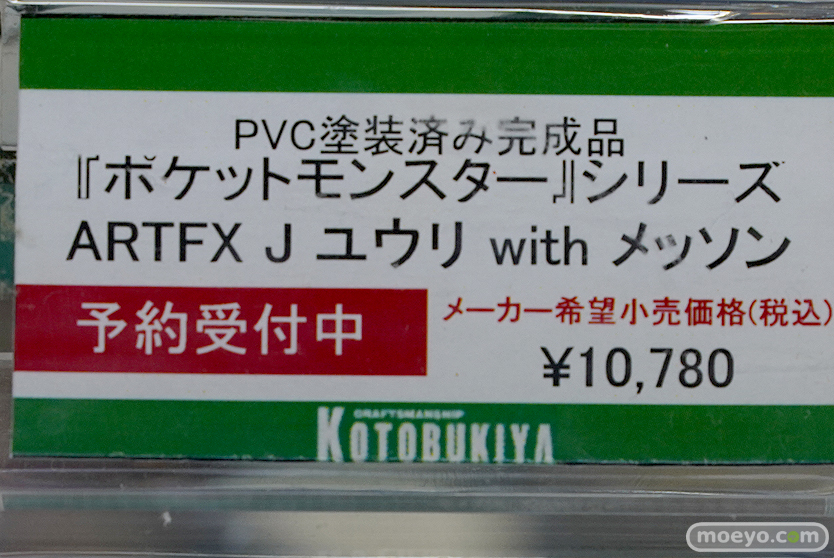 PVC塗装済み完成品
『ポケットモンスター』シリーズ
ARTFX J ユウリ with メッソン
予約受付中
メーカー希望小売価格(税込)
¥10,780
CRAFTSMANSHIP
KOTOBUKIYA
moeyo.com